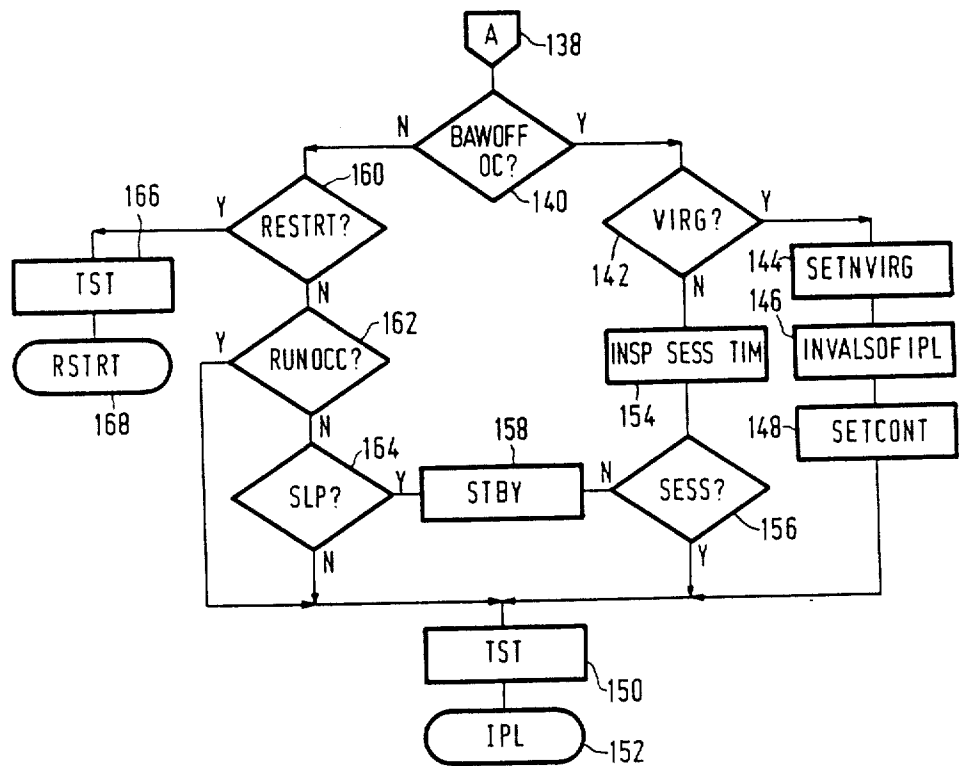 A
138
N
BAWOFF
OC?
Y
140
160
166
Y
RESTRT?
N
TST
RSTRT
168
VIRG?
Y
142
N
144
SETNVIRG
146
INVALSOFIPL
148
SETCONT
Y
RUNOCC?
162
N
INSP SESS TIM
154
164
SLP?
Y
N
158
STBY
N
SESS?
156
Y
TST
150
IPL
152